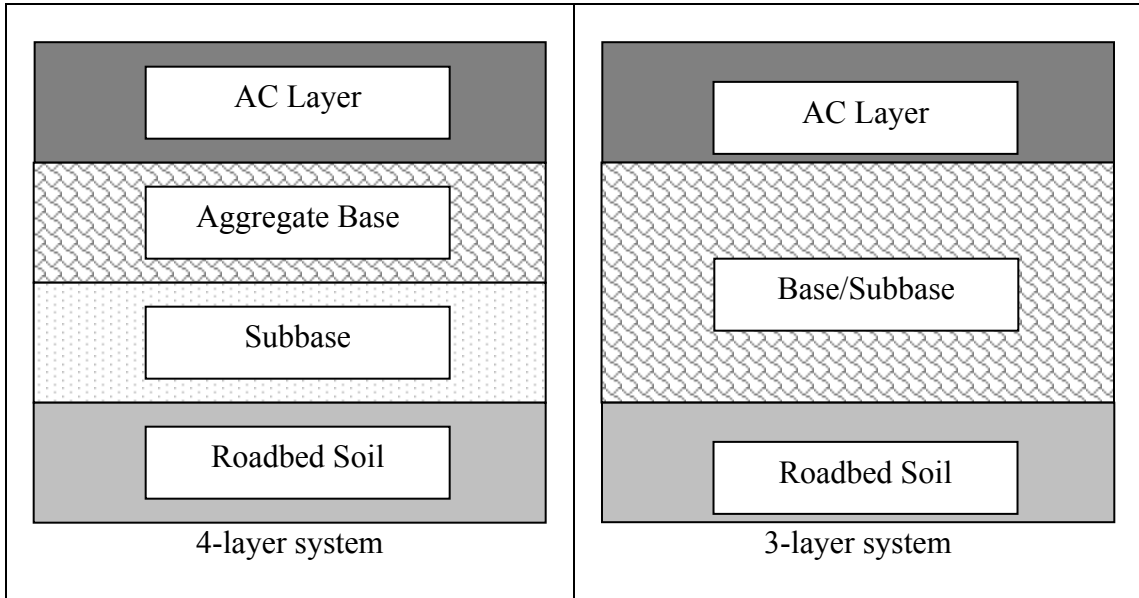 AC Layer
Aggregate Base
Subbase
Roadbed Soil
4-layer system
AC Layer
Base/Subbase
Roadbed Soil
3-layer system